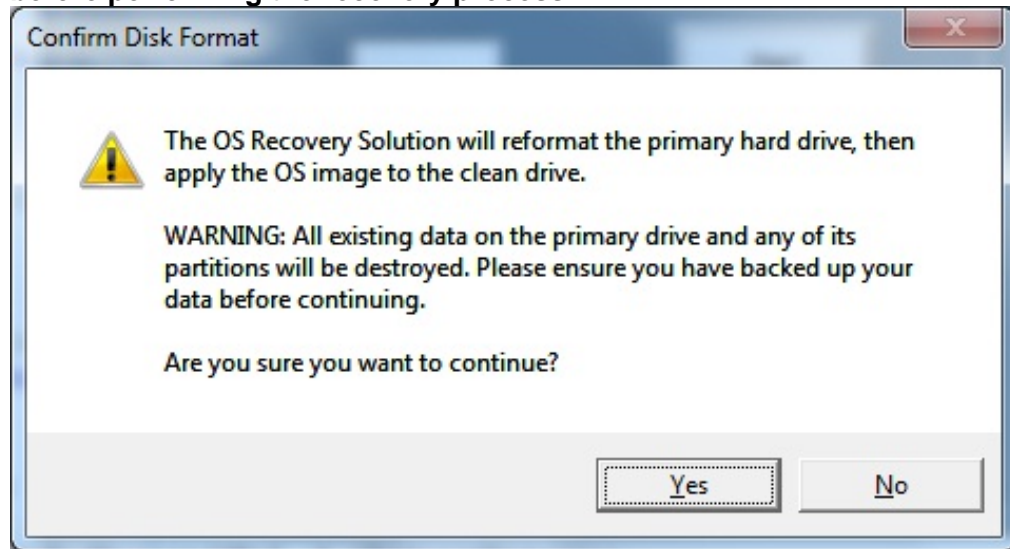 Confirm Disk Format
The OS Recovery Solution will reformat the primary hard drive, then
apply the OS image to the clean drive.
WARNING: All existing data on the primary drive and any of its
partitions will be destroyed. Please ensure you have backed up your
data before continuing.
Are you sure you want to continue?
Yes
No